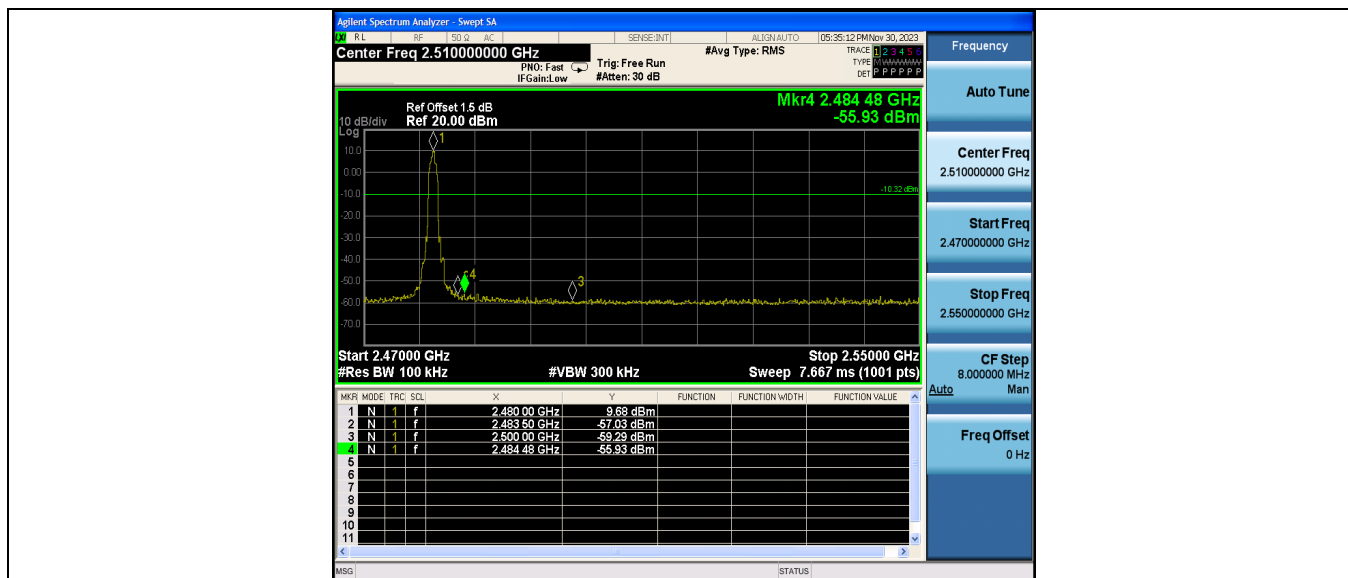 Agilent Spectrum Analyzer - Swept SA
LXI RL RF 50 Ω AC SENSE:INT ALIGNAUTO 05:35:12 PM Nov 30, 2023
Center Freq 2.510000000 GHz
PNO: Fast
IFGain:Low
Trig: Free Run
#Atten: 30 dB
#Avg Type: RMS
TRACE 1 2 3 4 5 6
TYPE MWWWWW
DET P P P P P P
Ref Offset 1.5 dB
10 dB/div Ref 20.00 dBm
Log
Mkr4 2.484 48 GHz
-55.93 dBm
1
10.0
0.00
-10.0
-10.32 dBm
-20.0
-30.0
-40.0
4
3
-50.0
-60.0
-70.0
Start 2.47000 GHz Stop 2.55000 GHz
#Res BW 100 kHz #VBW 300 kHz Sweep 7.667 ms (1001 pts)
MKR MODE TRC SCL X Y FUNCTION FUNCTION WIDTH FUNCTION VALUE
1 N 1 f 2.480 00 GHz 9.68 dBm
2 N 1 f 2.483 50 GHz -57.03 dBm
3 N 1 f 2.500 00 GHz -59.29 dBm
4 N 1 f 2.484 48 GHz -55.93 dBm
5
6
7
8
9
10
11
MSG STATUS
Frequency
Auto Tune
Center Freq
2.510000000 GHz
Start Freq
2.470000000 GHz
Stop Freq
2.550000000 GHz
CF Step
8.000000 MHz
Auto Man
Freq Offset
0 Hz